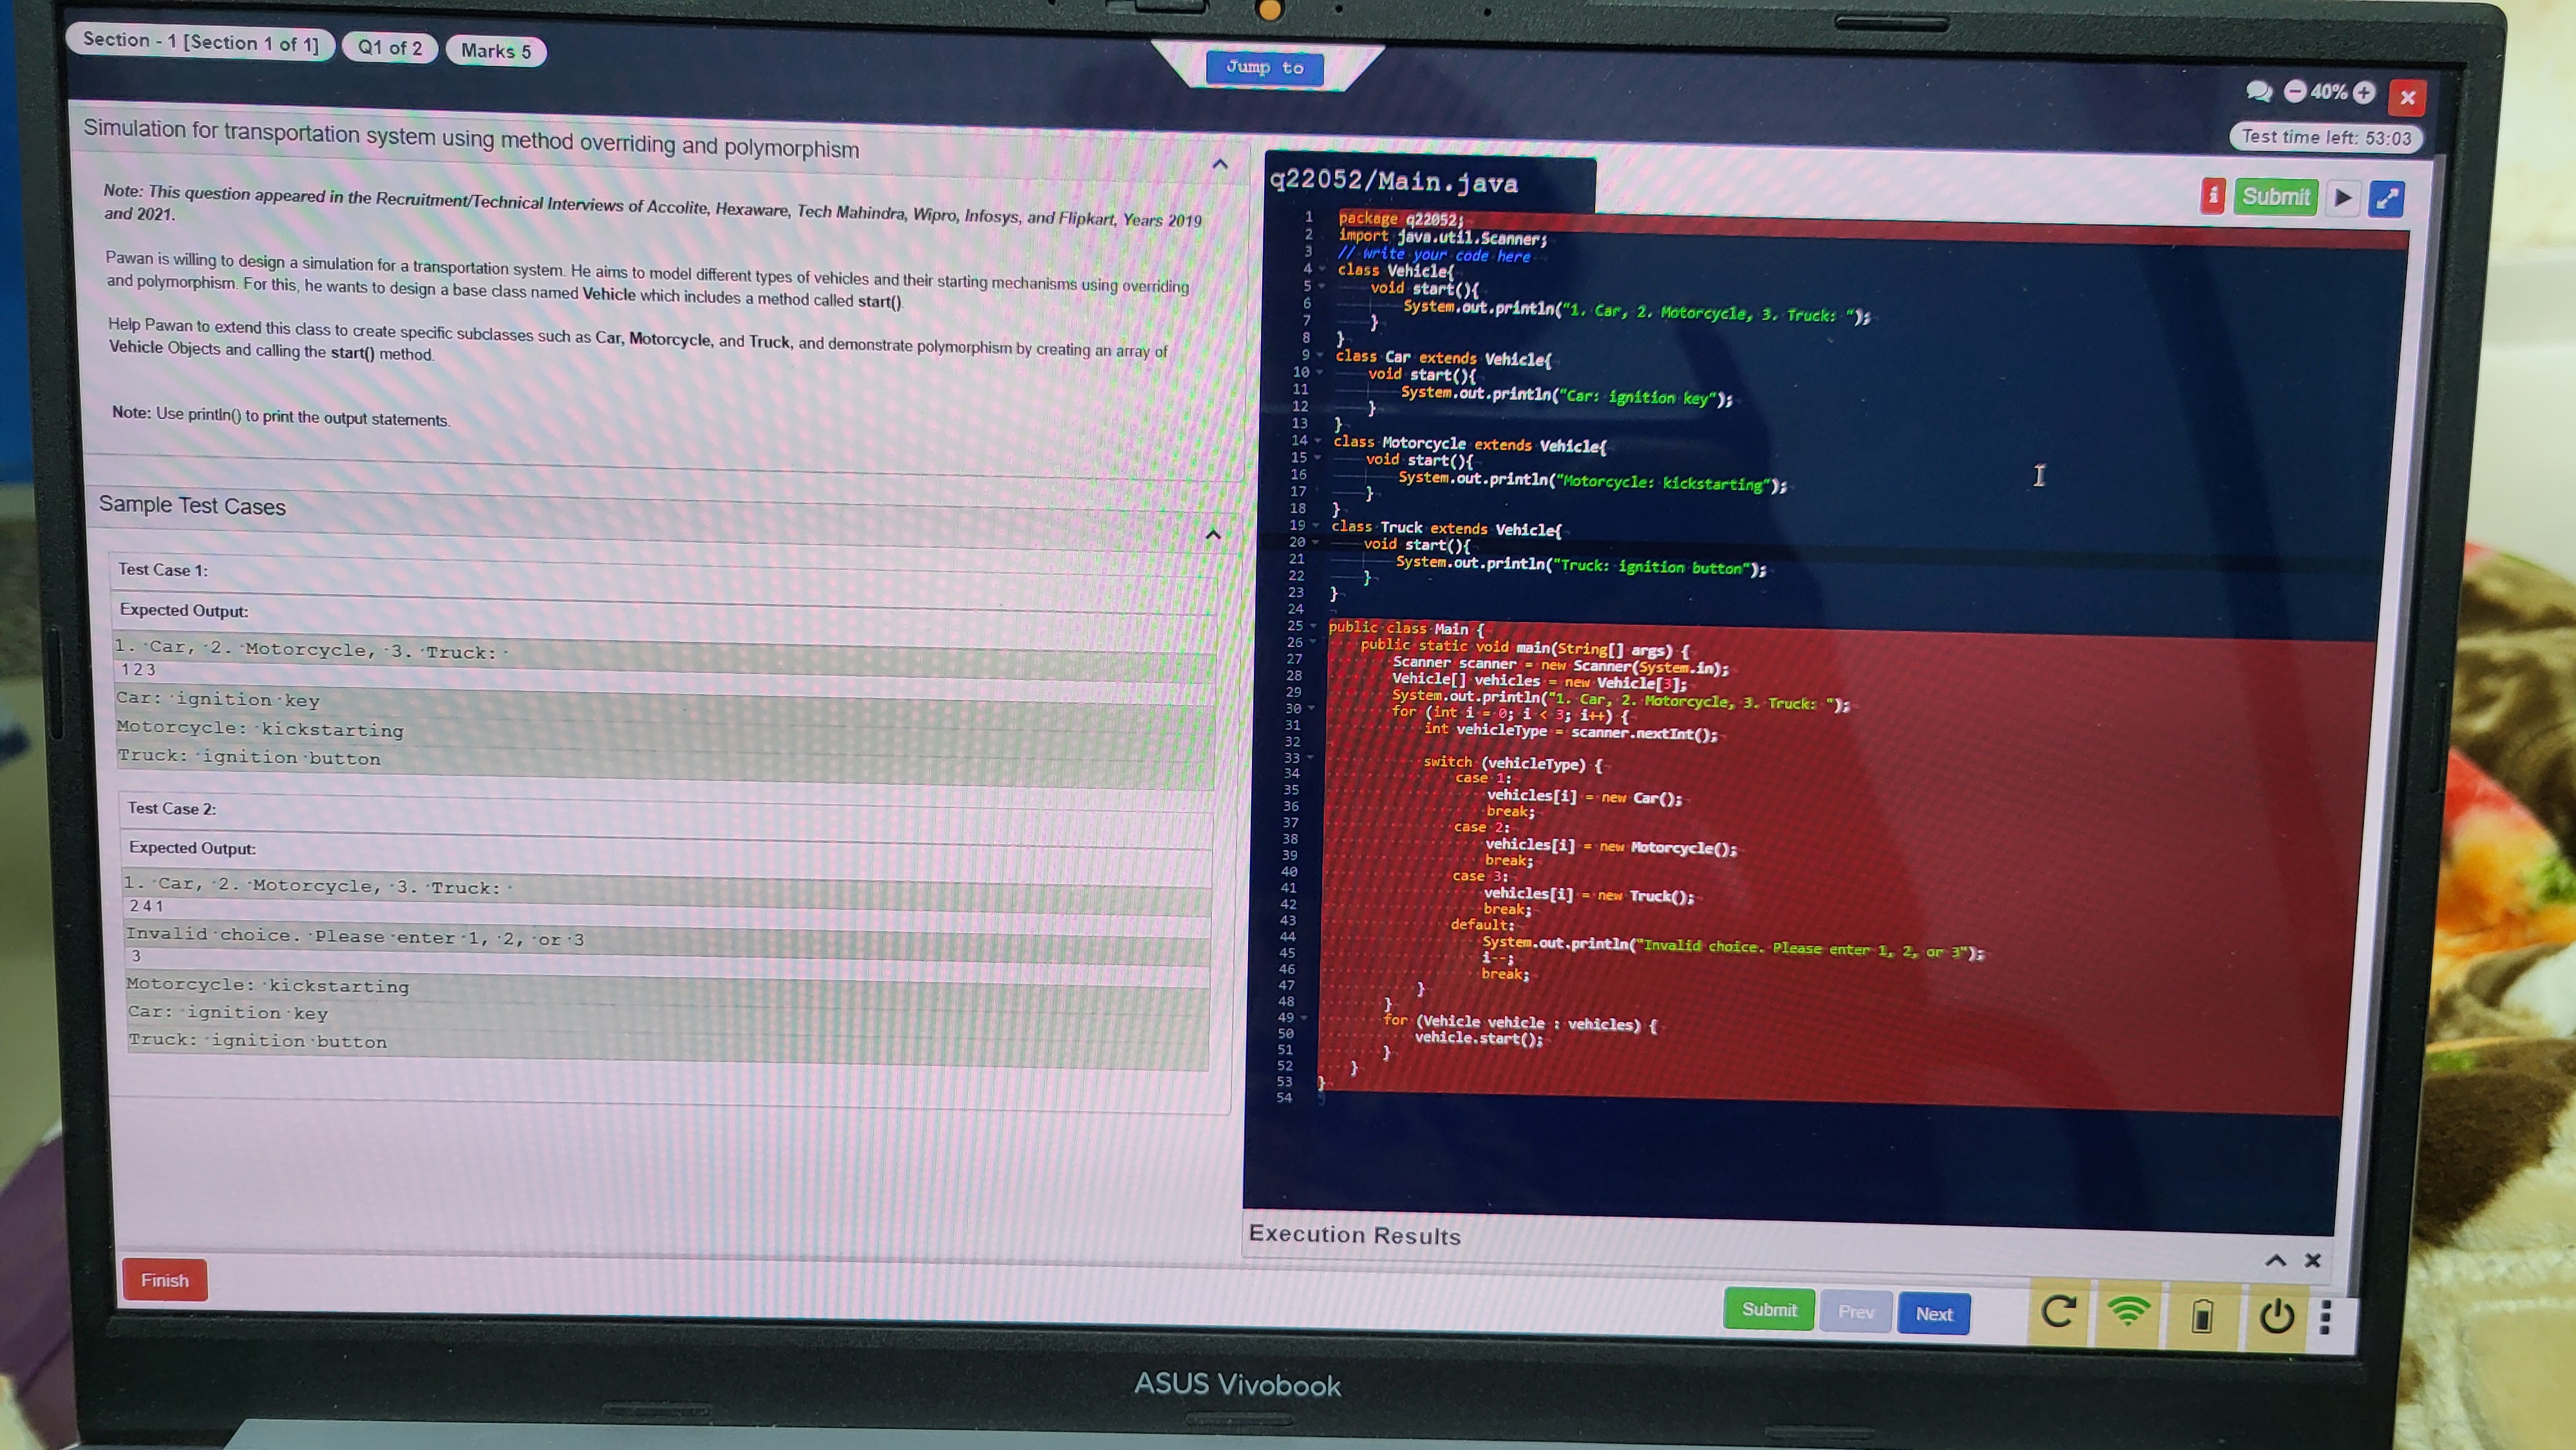 Section - 1 [Section 1 of 1] Q1 of 2 Marks 5
Jump to
40%
Test time left: 53:03
Simulation for transportation system using method overriding and polymorphism
Note: This question appeared in the Recruitment/Technical Interviews of Accolite, Hexaware, Tech Mahindra, Wipro, Infosys, and Flipkart, Years 2019
and 2021.
Pawan is willing to design a simulation for a transportation system. He aims to model different types of vehicles and their starting mechanisms using overriding
and polymorphism. For this, he wants to design a base class named Vehicle which includes a method called start().
Help Pawan to extend this class to create specific subclasses such as Car, Motorcycle, and Truck, and demonstrate polymorphism by creating an array of
Vehicle Objects and calling the start() method.
Note: Use println() to print the output statements.
Sample Test Cases
Test Case 1:
Expected Output:
1. Car, 2. Motorcycle, 3. Truck:
1 2 3
Car: ignition key
Motorcycle: kickstarting
Truck: ignition button
Test Case 2:
Expected Output:
1. Car, 2. Motorcycle, 3. Truck:
2 4 1
Invalid choice. Please enter 1, 2, or 3
3
Motorcycle: kickstarting
Car: ignition key
Truck: ignition button
Finish
q22052/Main.java
i Submit
1 package q22052;
2 import java.util.Scanner;
3 // write your code here
4 class Vehicle{
5 void start(){
6 System.out.println("1. Car, 2. Motorcycle, 3. Truck: ");
7 }
8 }
9 class Car extends Vehicle{
10 void start(){
11 System.out.println("Car: ignition key");
12 }
13 }
14 class Motorcycle extends Vehicle{
15 void start(){
16 System.out.println("Motorcycle: kickstarting");
17 }
18 }
19 class Truck extends Vehicle{
20 void start(){
21 System.out.println("Truck: ignition button");
22 }
23 }
24
25 public class Main {
26 public static void main(String[] args) {
27 Scanner scanner = new Scanner(System.in);
28 Vehicle[] vehicles = new Vehicle[3];
29 System.out.println("1. Car, 2. Motorcycle, 3. Truck: ");
30 for (int i = 0; i < 3; i++) {
31 int vehicleType = scanner.nextInt();
32
33 switch (vehicleType) {
34 case 1:
35 vehicles[i] = new Car();
36 break;
37 case 2:
38 vehicles[i] = new Motorcycle();
39 break;
40 case 3:
41 vehicles[i] = new Truck();
42 break;
43 default:
44 System.out.println("Invalid choice. Please enter 1, 2, or 3");
45 i--;
46 break;
47 }
48 }
49 for (Vehicle vehicle : vehicles) {
50 vehicle.start();
51 }
52 }
53 }
54
Execution Results
Submit Prev Next
ASUS Vivobook